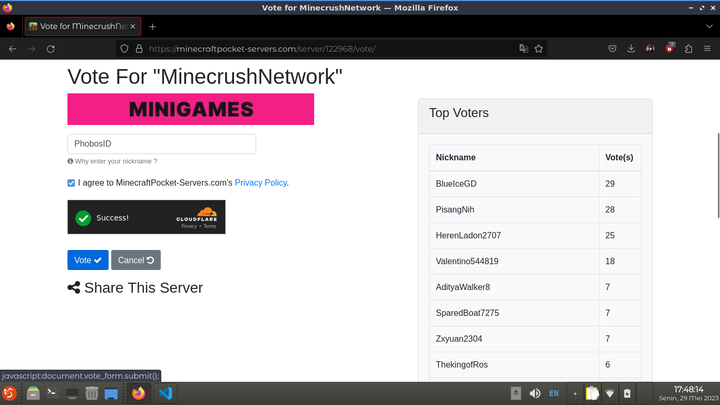 Vote for MinecrushNetwork — Mozilla Firefox
Vote for MinecrushNet
https://minecraftpocket-servers.com/server/122968/vote/
Vote For "MinecrushNetwork"
MINIGAMES
PhobosID
Why enter your nickname ?
I agree to MinecraftPocket-Servers.com's Privacy Policy.
Success!
CLOUDFLARE
Privacy • Terms
Vote
Cancel
Share This Server
Top Voters
Nickname Vote(s)
BlueIceGD 29
PisangNih 28
HerenLadon2707 25
Valentino544819 18
AdityaWalker8 7
SparedBoat7275 7
Zxyuan2304 7
ThekingofRos 6
javascript:document.vote_form.submit();
EN
17:48:14
Senin, 29 Mei 2023